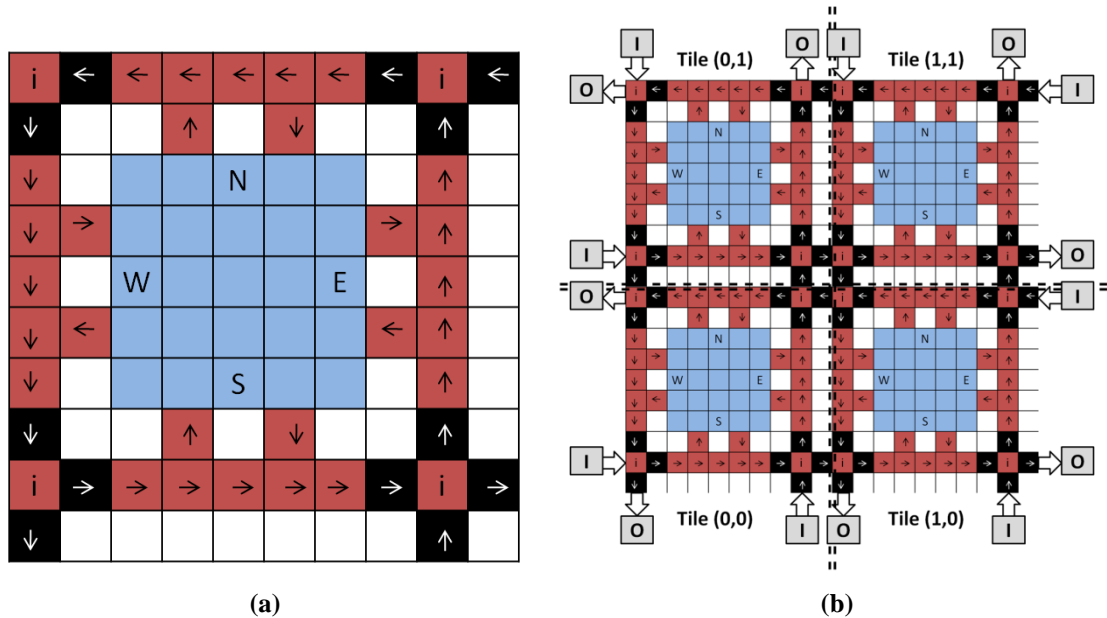 i i
N
W E
S
i i
(a)
I Tile (0,1) O I Tile (1,1) O
O i i i i I
N N
W E W E
S S
I i i i i O
O i i i i I
N N
W E W E
S S
I i i i i O
O Tile (0,0) I O Tile (1,0) I
(b)